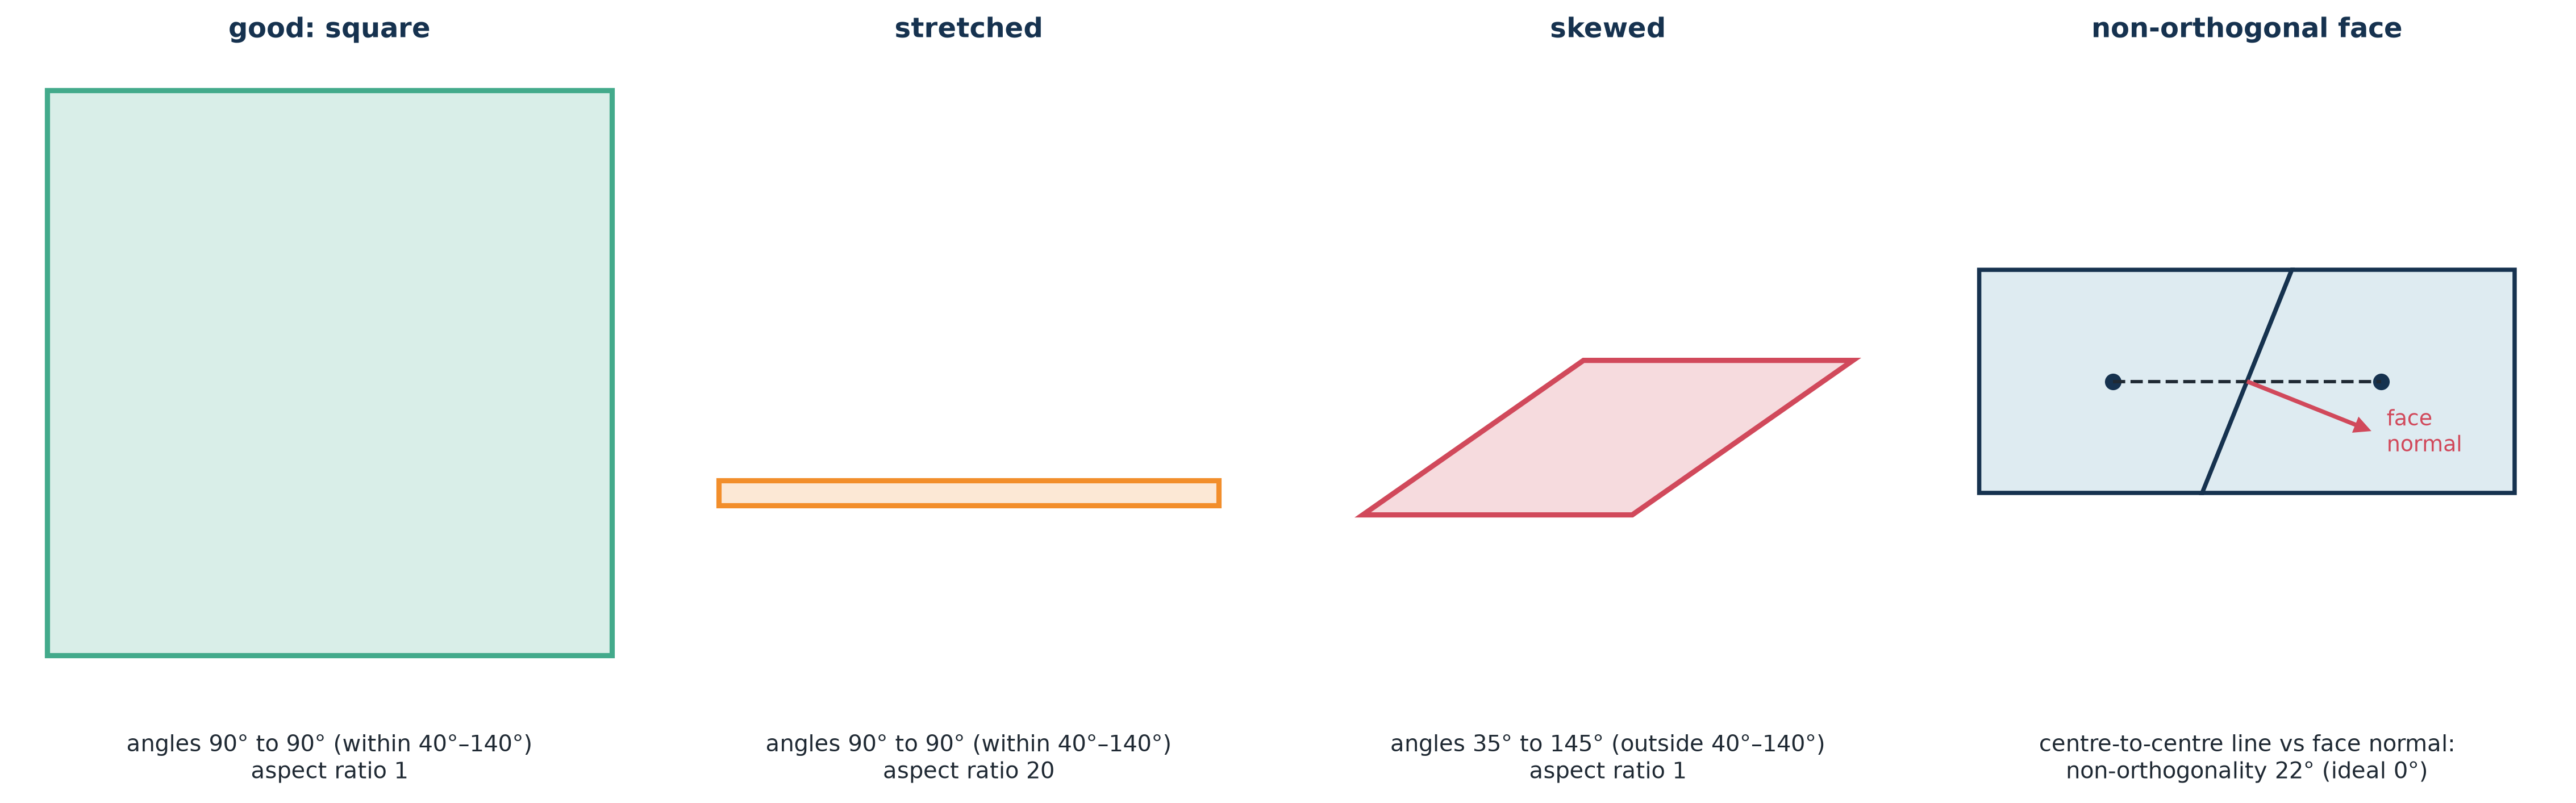 good: square
stretched
skewed
non-orthogonal face
face
normal
angles 90° to 90° (within 40°–140°)
aspect ratio 1
angles 90° to 90° (within 40°–140°)
aspect ratio 20
angles 35° to 145° (outside 40°–140°)
aspect ratio 1
centre-to-centre line vs face normal:
non-orthogonality 22° (ideal 0°)